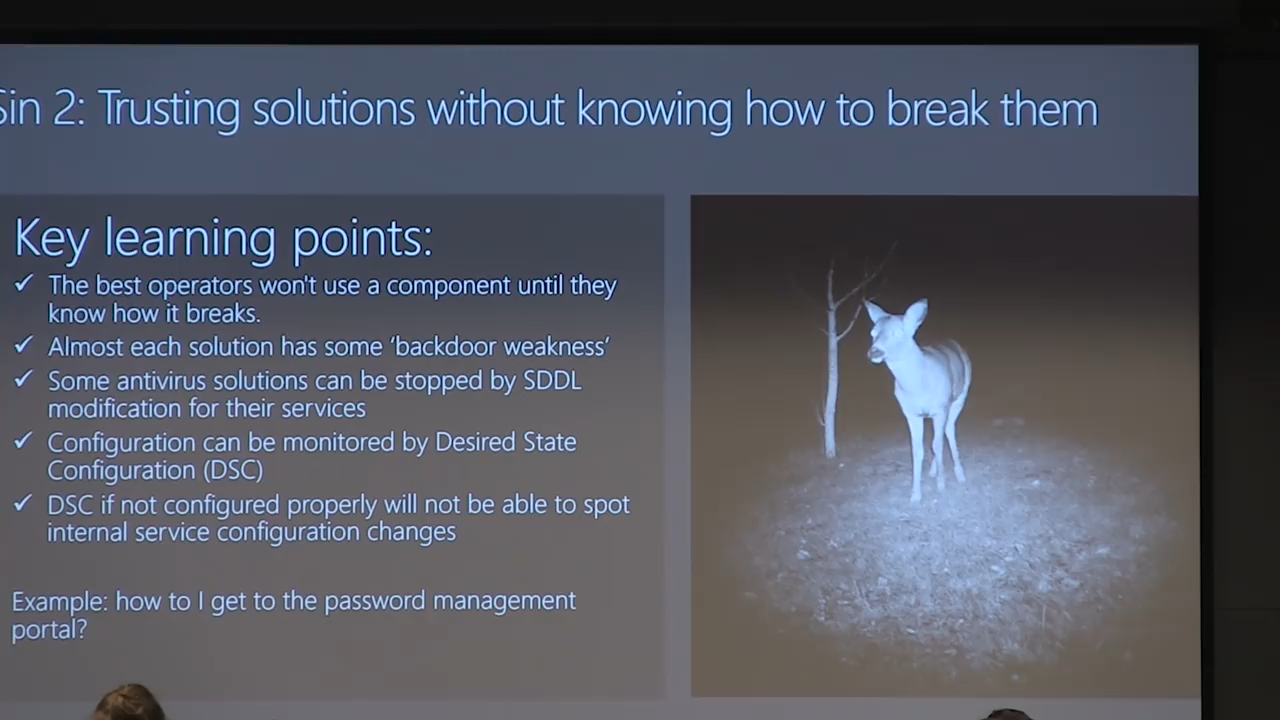 Sin 2: Trusting solutions without knowing how to break them
Key learning points:
✓ The best operators won't use a component until they
know how it breaks.
✓ Almost each solution has some ‘backdoor weakness’
✓ Some antivirus solutions can be stopped by SDDL
modification for their services
✓ Configuration can be monitored by Desired State
Configuration (DSC)
✓ DSC if not configured properly will not be able to spot
internal service configuration changes
Example: how to I get to the password management
portal?